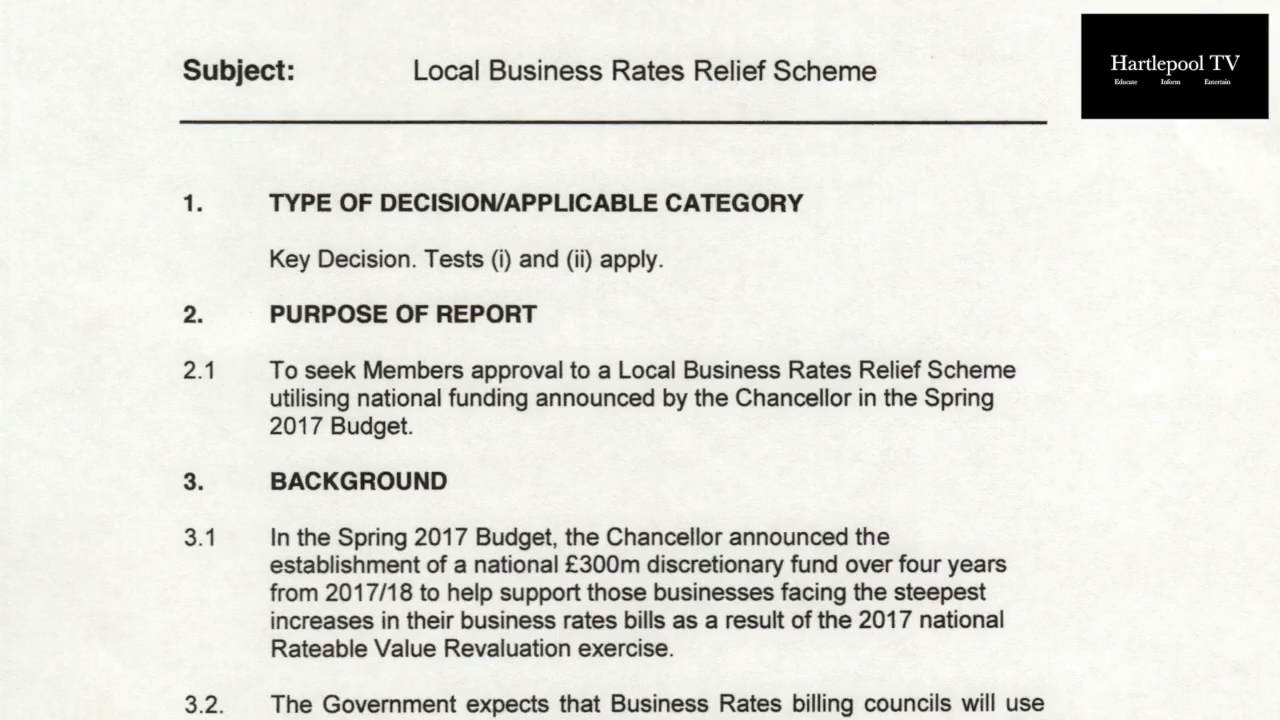 Subject: Local Business Rates Relief Scheme
Hartlepool TV
Educate Inform Entertain
1. TYPE OF DECISION/APPLICABLE CATEGORY
Key Decision. Tests (i) and (ii) apply.
2. PURPOSE OF REPORT
2.1 To seek Members approval to a Local Business Rates Relief Scheme
utilising national funding announced by the Chancellor in the Spring
2017 Budget.
3. BACKGROUND
3.1 In the Spring 2017 Budget, the Chancellor announced the
establishment of a national £300m discretionary fund over four years
from 2017/18 to help support those businesses facing the steepest
increases in their business rates bills as a result of the 2017 national
Rateable Value Revaluation exercise.
3.2. The Government expects that Business Rates billing councils will use